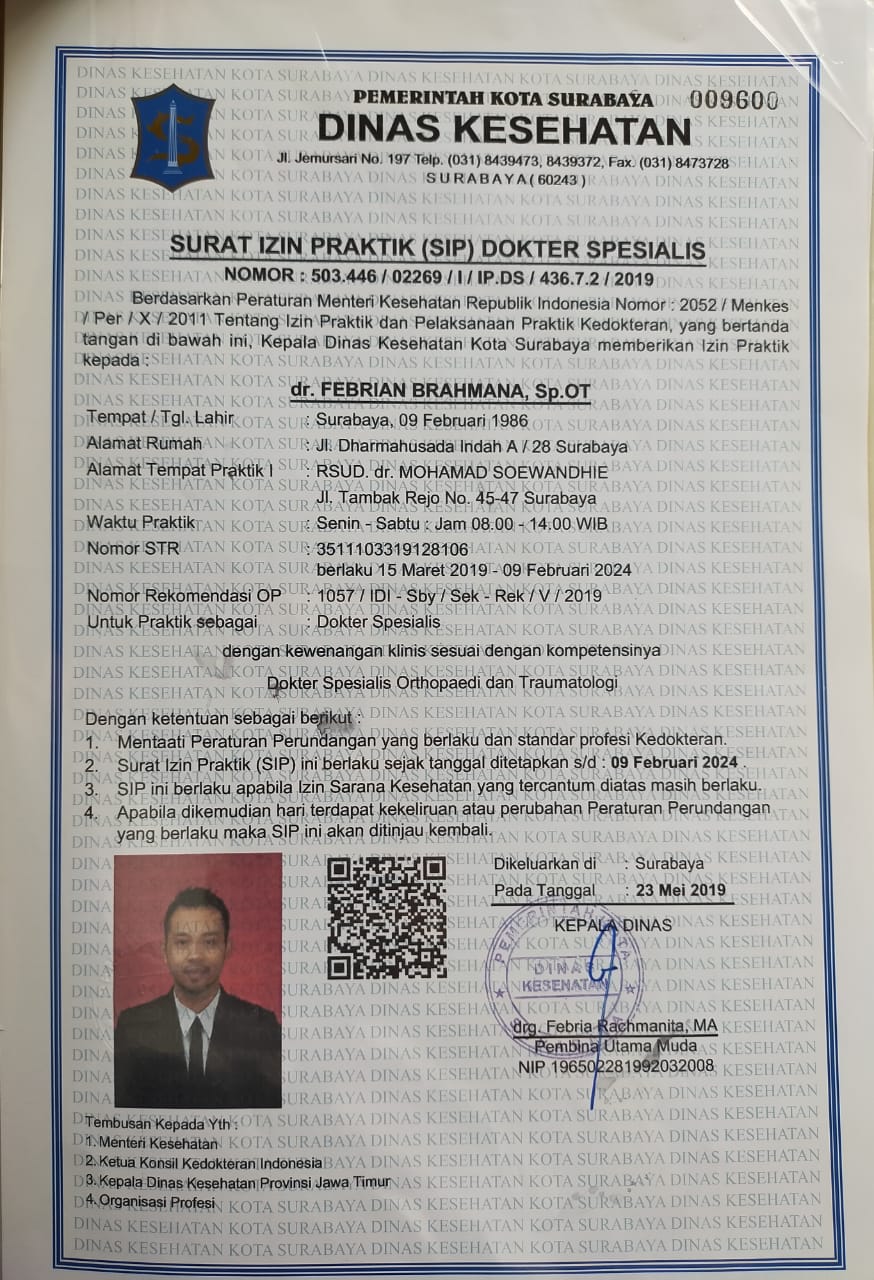 PEMERINTAH KOTA SURABAYA 009600
DINAS KESEHATAN
Jl. Jemursari No. 197 Telp. (031) 8439473, 8439372, Fax. (031) 8473728
SURABAYA ( 60243 )
SURAT IZIN PRAKTIK (SIP) DOKTER SPESIALIS
NOMOR : 503.446 / 02269 / I / IP.DS / 436.7.2 / 2019
Berdasarkan Peraturan Menteri Kesehatan Republik Indonesia Nomor : 2052 / Menkes
/ Per / X / 2011 Tentang Izin Praktik dan Pelaksanaan Praktik Kedokteran, yang bertanda
tangan di bawah ini, Kepala Dinas Kesehatan Kota Surabaya memberikan Izin Praktik
kepada :
dr. FEBRIAN BRAHMANA, Sp.OT
Tempat / Tgl. Lahir : Surabaya, 09 Februari 1986
Alamat Rumah : Jl. Dharmahusada Indah A / 28 Surabaya
Alamat Tempat Praktik I : RSUD. dr. MOHAMAD SOEWANDHIE
Jl. Tambak Rejo No. 45-47 Surabaya
Waktu Praktik : Senin - Sabtu : Jam 08.00 - 14.00 WIB
Nomor STR : 3511103319128106
berlaku 15 Maret 2019 - 09 Februari 2024
Nomor Rekomendasi OP : 1057 / IDI - Sby / Sek - Rek / V / 2019
Untuk Praktik sebagai : Dokter Spesialis
dengan kewenangan klinis sesuai dengan kompetensinya
Dokter Spesialis Orthopaedi dan Traumatologi
Dengan ketentuan sebagai berikut :
1. Mentaati Peraturan Perundangan yang berlaku dan standar profesi Kedokteran.
2. Surat Izin Praktik (SIP) ini berlaku sejak tanggal ditetapkan s/d : 09 Februari 2024 .
3. SIP ini berlaku apabila Izin Sarana Kesehatan yang tercantum diatas masih berlaku.
4. Apabila dikemudian hari terdapat kekeliruan atau perubahan Peraturan Perundangan
yang berlaku maka SIP ini akan ditinjau kembali.
Dikeluarkan di : Surabaya
Pada Tanggal : 23 Mei 2019
KEPALA DINAS
PEMERINTAH KOTA
DINAS
KESEHATAN
drg. Febria Rachmanita, MA
Pembina Utama Muda
NIP 196502281992032008
Tembusan Kepada Yth :
1. Menteri Kesehatan
2. Ketua Konsil Kedokteran Indonesia
3. Kepala Dinas Kesehatan Provinsi Jawa Timur
4. Organisasi Profesi